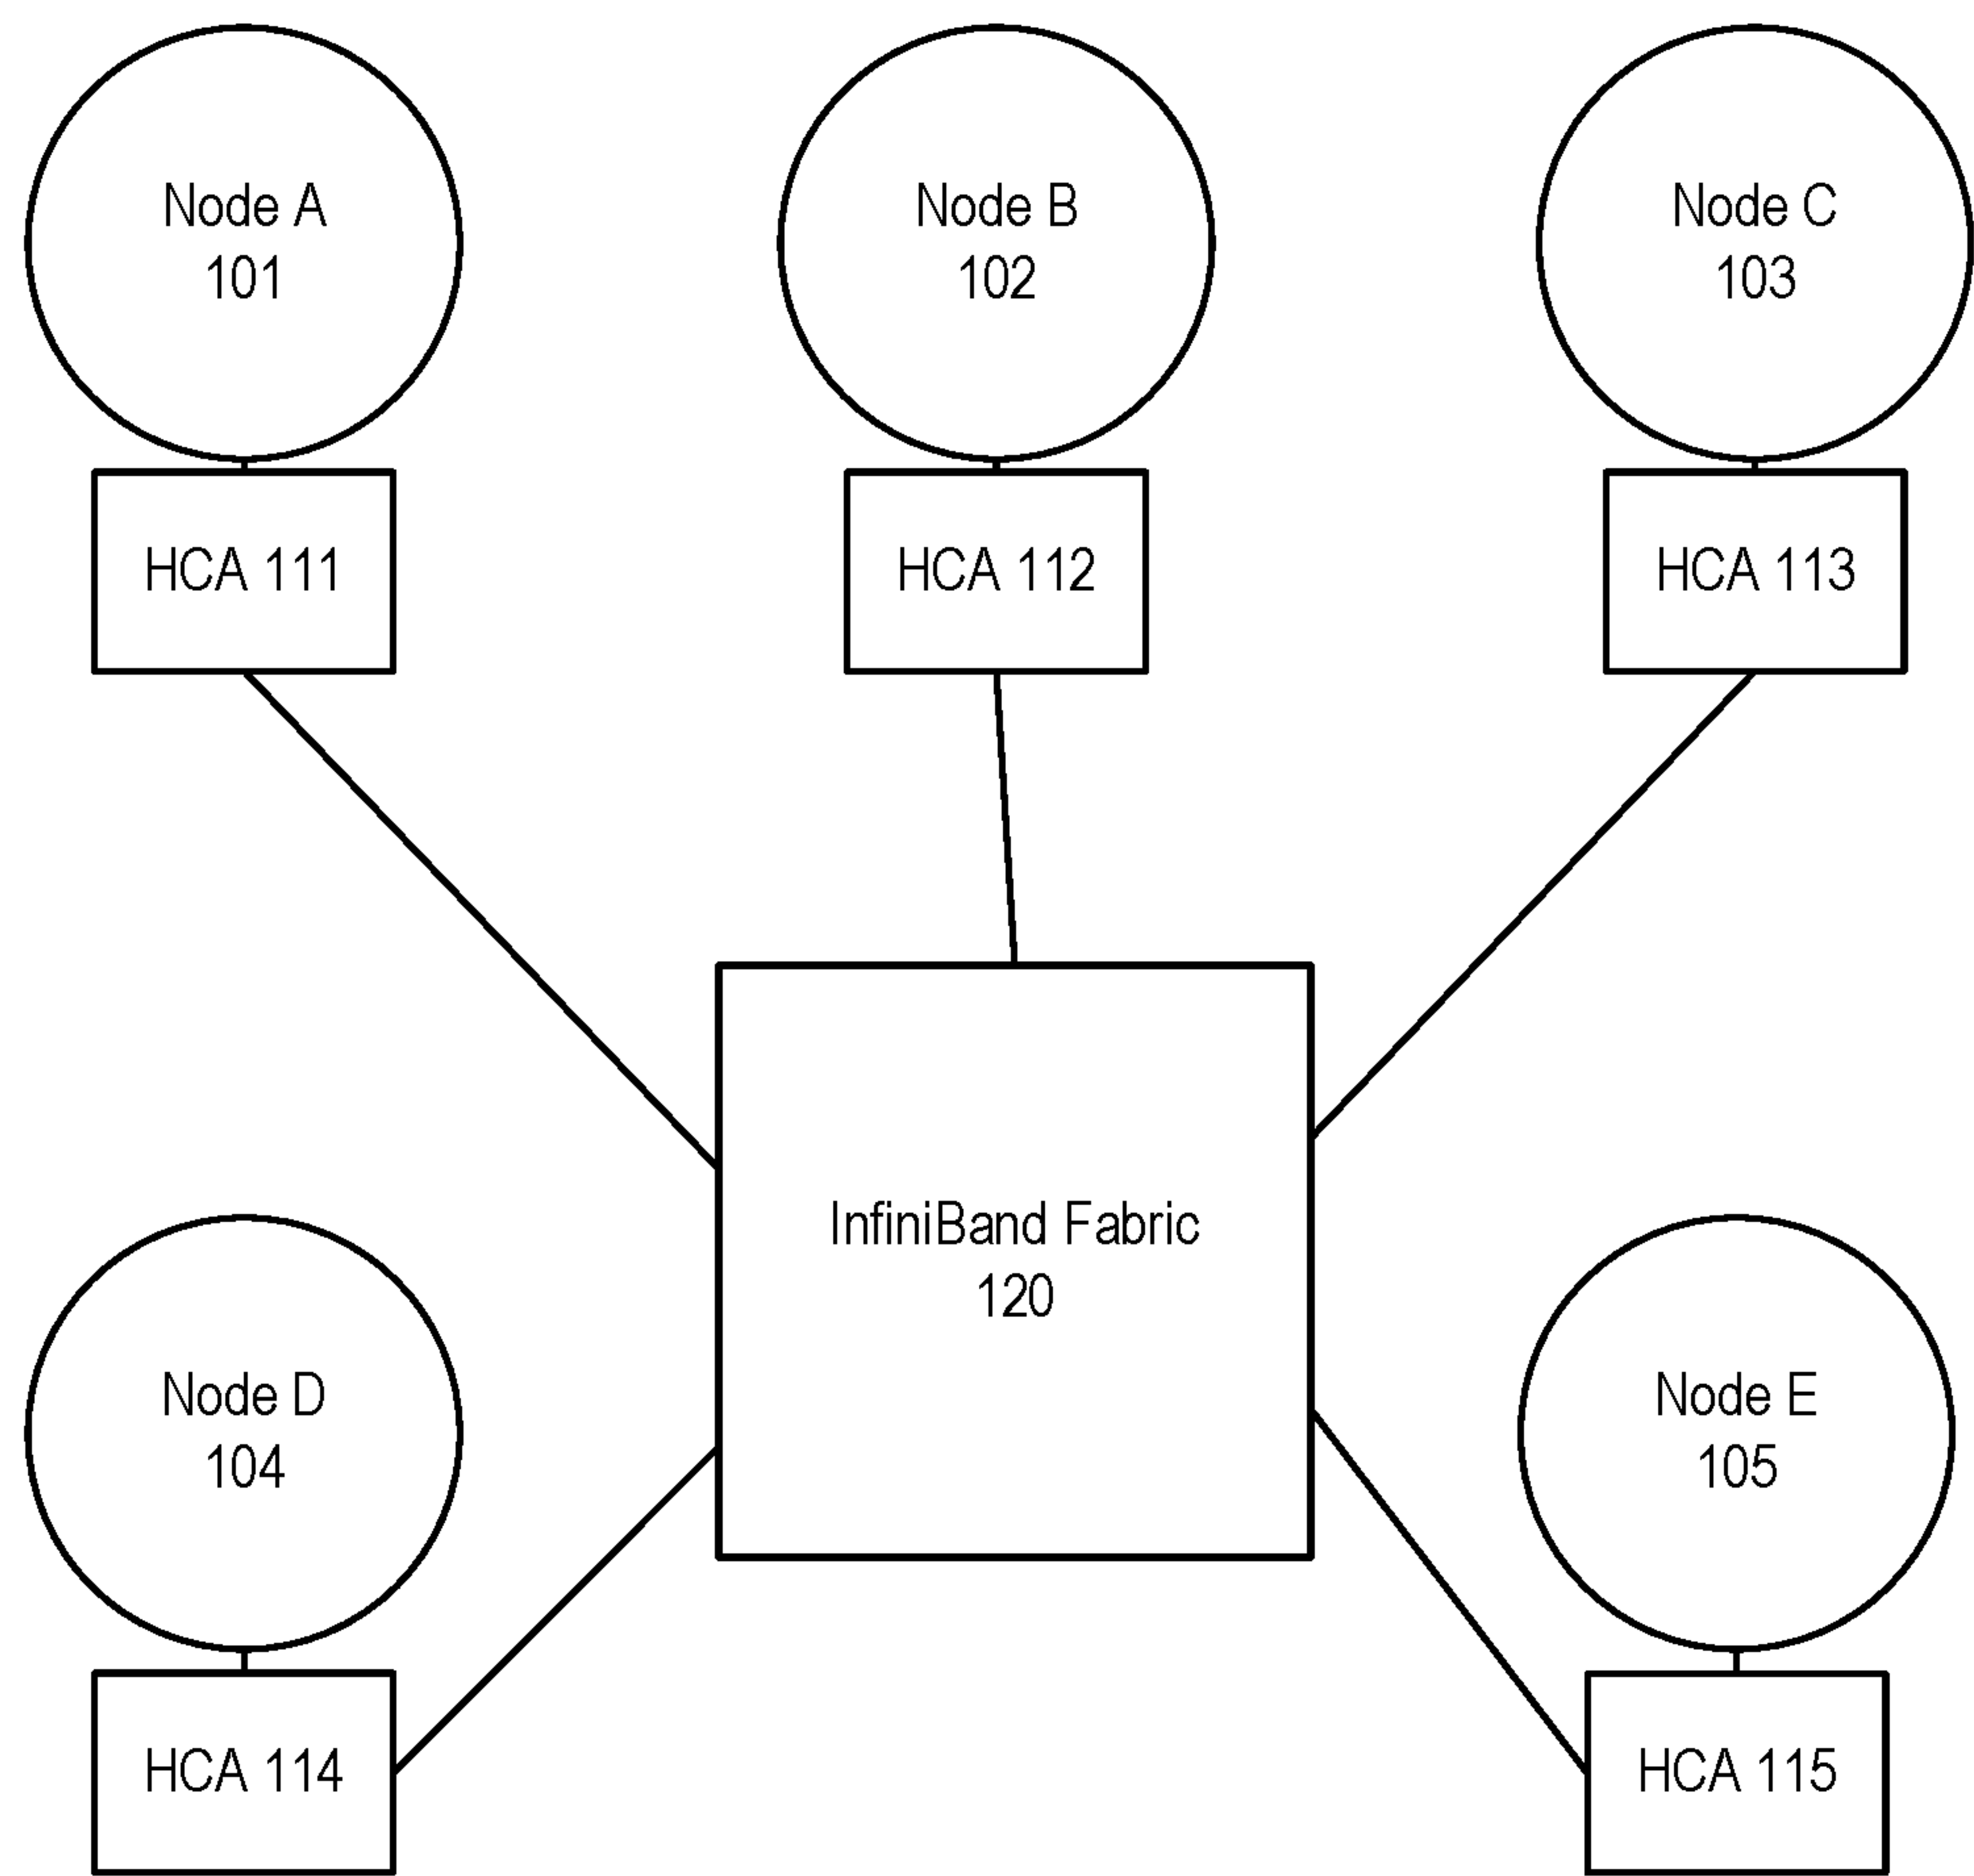 Node A
101
Node B
102
Node C
103
HCA 111
HCA 112
HCA 113
InfiniBand Fabric
120
Node D
104
Node E
105
HCA 114
HCA 115